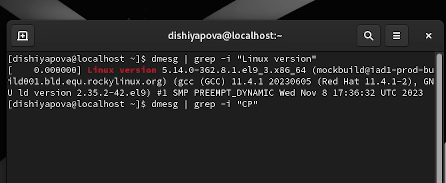 dishiyapova@localhost:~
[dishiyapova@localhost ~]$ dmesg | grep -i "Linux version"
[    0.000000] Linux version 5.14.0-362.8.1.el9_3.x86_64 (mockbuild@iad1-prod-bu
ild001.bld.equ.rockylinux.org) (gcc (GCC) 11.4.1 20230605 (Red Hat 11.4.1-2), GN
U ld version 2.35.2-42.el9) #1 SMP PREEMPT_DYNAMIC Wed Nov 8 17:36:32 UTC 2023
[dishiyapova@localhost ~]$ dmesg | grep -i "CP"